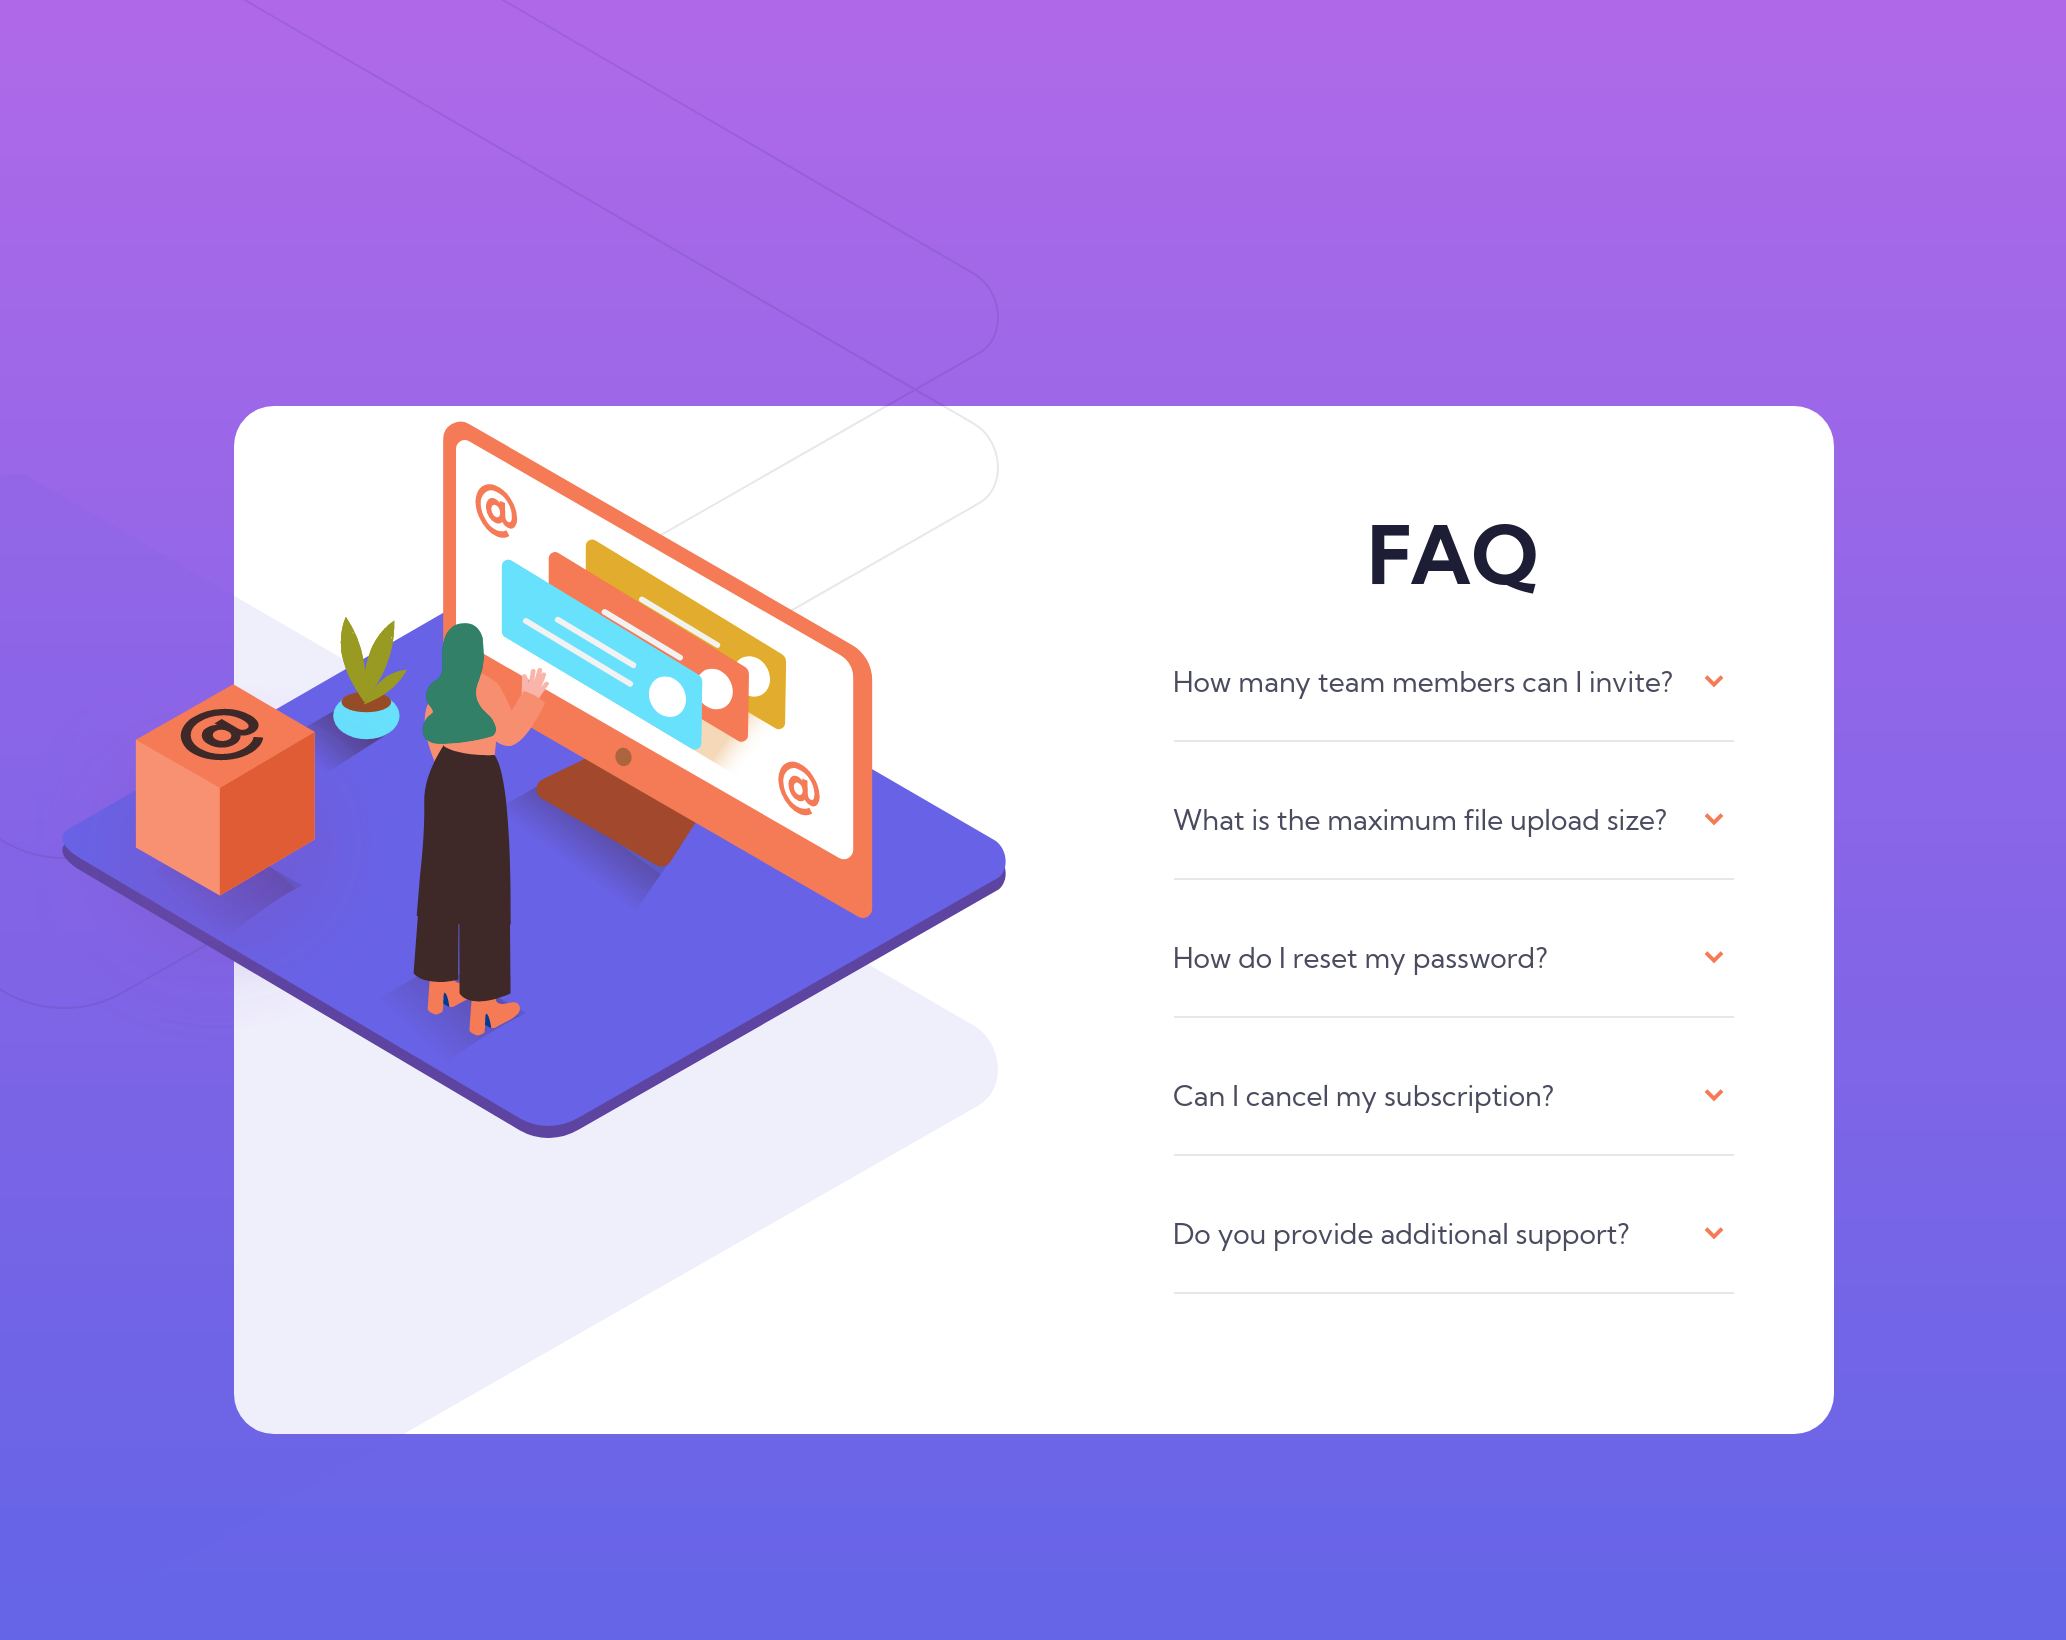 @
@
@
FAQ
How many team members can I invite?
What is the maximum file upload size?
How do I reset my password?
Can I cancel my subscription?
Do you provide additional support?